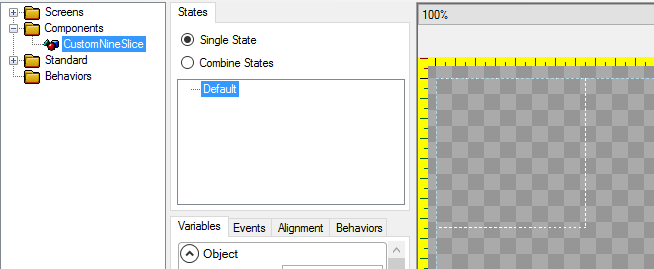 Screens
Components
CustomNineSlice
Standard
Behaviors
States
Single State
Combine States
Default
Variables Events Alignment Behaviors
Object
100%